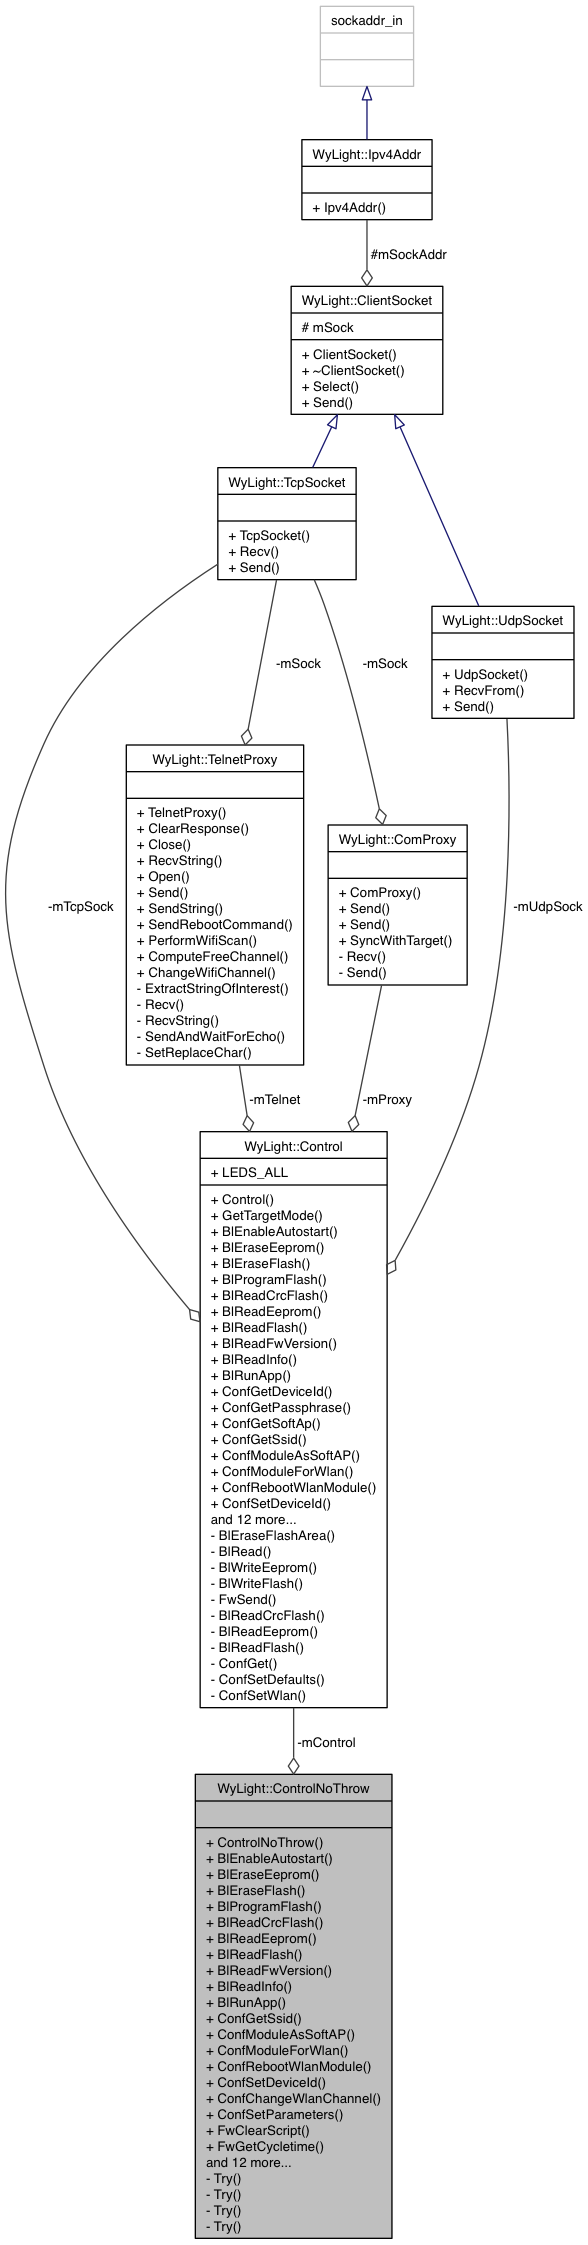 sockaddr_in
WyLight::Ipv4Addr
+ Ipv4Addr()
#mSockAddr
WyLight::ClientSocket
# mSock
+ ClientSocket()
+ ~ClientSocket()
+ Select()
+ Send()
WyLight::TcpSocket
+ TcpSocket()
+ Recv()
+ Send()
WyLight::UdpSocket
+ UdpSocket()
+ RecvFrom()
+ Send()
-mSock
-mSock
WyLight::TelnetProxy
+ TelnetProxy()
+ ClearResponse()
+ Close()
+ RecvString()
+ Open()
+ Send()
+ SendString()
+ SendRebootCommand()
+ PerformWifiScan()
+ ComputeFreeChannel()
+ ChangeWifiChannel()
- ExtractStringOfInterest()
- Recv()
- RecvString()
- SendAndWaitForEcho()
- SetReplaceChar()
WyLight::ComProxy
+ ComProxy()
+ Send()
+ Send()
+ SyncWithTarget()
- Recv()
- Send()
-mTcpSock
-mUdpSock
-mTelnet
-mProxy
WyLight::Control
+ LEDS_ALL
+ Control()
+ GetTargetMode()
+ BlEnableAutostart()
+ BlEraseEeprom()
+ BlEraseFlash()
+ BlProgramFlash()
+ BlReadCrcFlash()
+ BlReadEeprom()
+ BlReadFlash()
+ BlReadFwVersion()
+ BlReadInfo()
+ BlRunApp()
+ ConfGetDeviceId()
+ ConfGetPassphrase()
+ ConfGetSoftAp()
+ ConfGetSsid()
+ ConfModuleAsSoftAP()
+ ConfModuleForWlan()
+ ConfRebootWlanModule()
+ ConfSetDeviceId()
and 12 more...
- BlEraseFlashArea()
- BlRead()
- BlWriteEeprom()
- BlWriteFlash()
- FwSend()
- BlReadCrcFlash()
- BlReadEeprom()
- BlReadFlash()
- ConfGet()
- ConfSetDefaults()
- ConfSetWlan()
-mControl
WyLight::ControlNoThrow
+ ControlNoThrow()
+ BlEnableAutostart()
+ BlEraseEeprom()
+ BlEraseFlash()
+ BlProgramFlash()
+ BlReadCrcFlash()
+ BlReadEeprom()
+ BlReadFlash()
+ BlReadFwVersion()
+ BlReadInfo()
+ BlRunApp()
+ ConfGetSsid()
+ ConfModuleAsSoftAP()
+ ConfModuleForWlan()
+ ConfRebootWlanModule()
+ ConfSetDeviceId()
+ ConfChangeWlanChannel()
+ ConfSetParameters()
+ FwClearScript()
+ FwGetCycletime()
and 12 more...
- Try()
- Try()
- Try()
- Try()